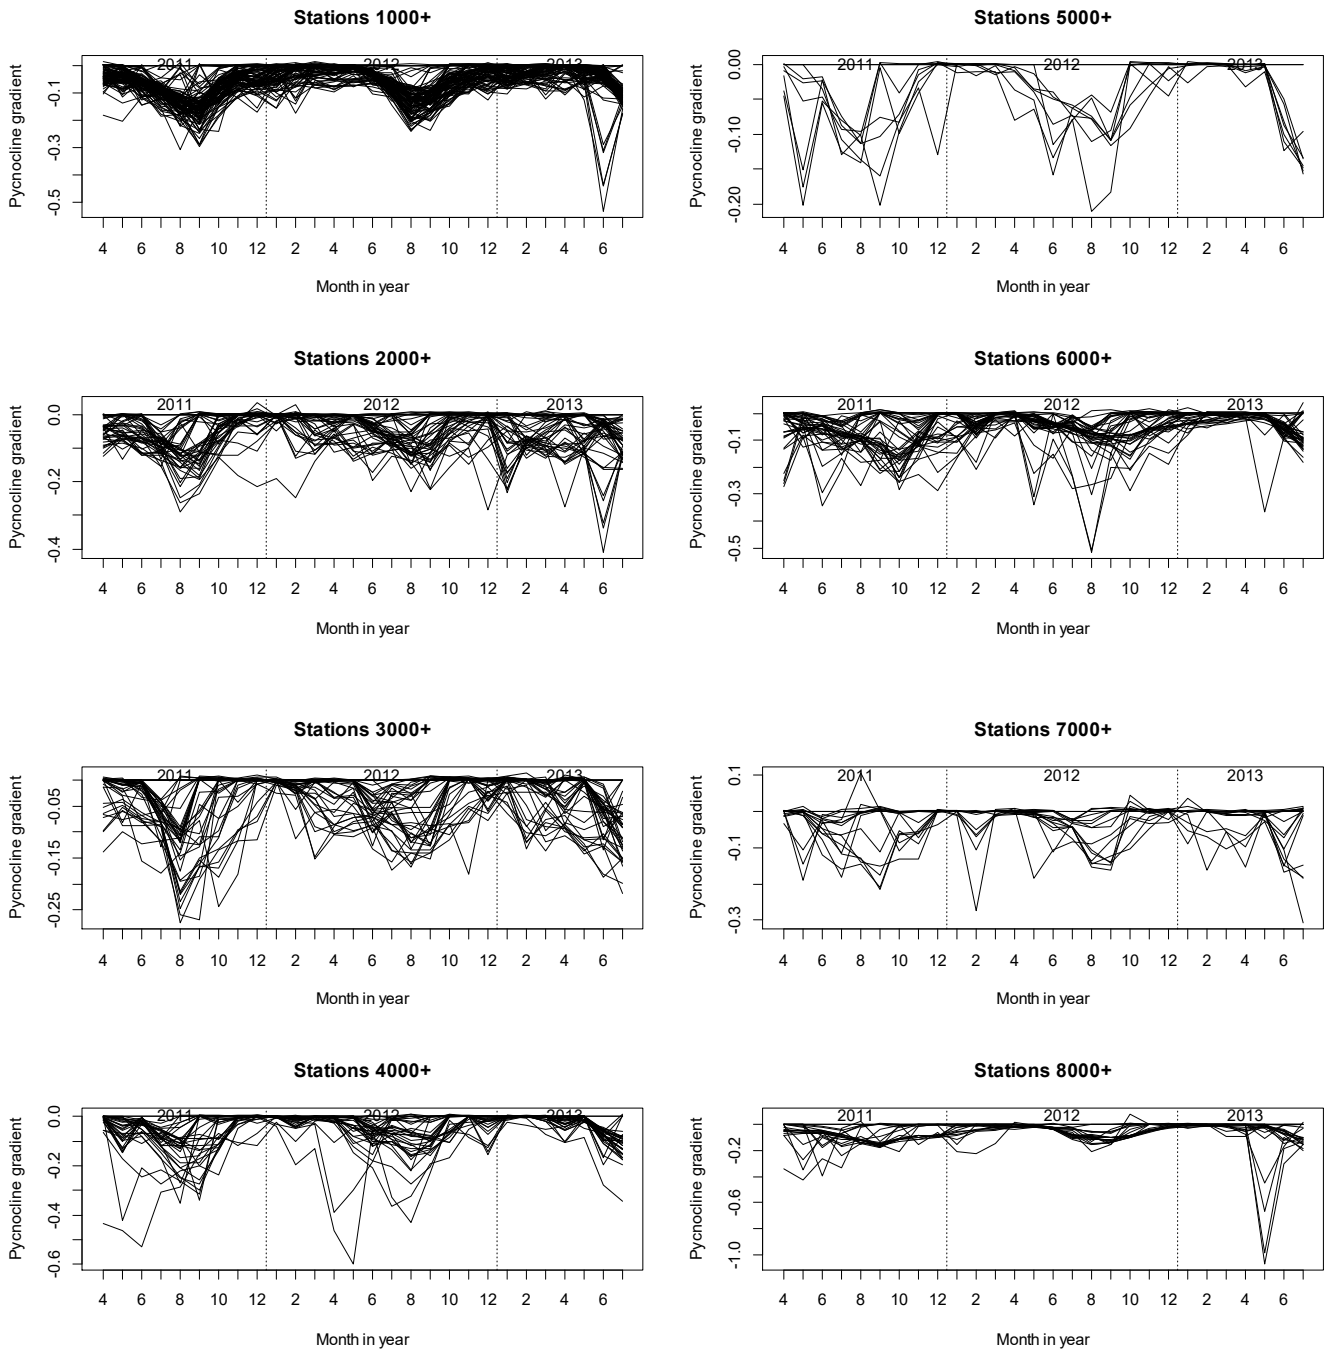 Stations 1000+
Pycnocline gradient
-0.1
-0.3
-0.5
2011
2012
2013
4 6 8 10 12 2 4 6 8 10 12 2 4 6
Month in year
Stations 5000+
Pycnocline gradient
0.00
-0.10
-0.20
2011
2012
2013
4 6 8 10 12 2 4 6 8 10 12 2 4 6
Month in year
Stations 2000+
Pycnocline gradient
0.0
-0.2
-0.4
2011
2012
2013
4 6 8 10 12 2 4 6 8 10 12 2 4 6
Month in year
Stations 6000+
Pycnocline gradient
-0.1
-0.3
-0.5
2011
2012
2013
4 6 8 10 12 2 4 6 8 10 12 2 4 6
Month in year
Stations 3000+
Pycnocline gradient
-0.05
-0.15
-0.25
2011
2012
2013
4 6 8 10 12 2 4 6 8 10 12 2 4 6
Month in year
Stations 7000+
Pycnocline gradient
0.1
-0.1
-0.3
2011
2012
2013
4 6 8 10 12 2 4 6 8 10 12 2 4 6
Month in year
Stations 4000+
Pycnocline gradient
0.0
-0.2
-0.4
-0.6
2011
2012
2013
4 6 8 10 12 2 4 6 8 10 12 2 4 6
Month in year
Stations 8000+
Pycnocline gradient
-0.2
-0.6
-1.0
2011
2012
2013
4 6 8 10 12 2 4 6 8 10 12 2 4 6
Month in year